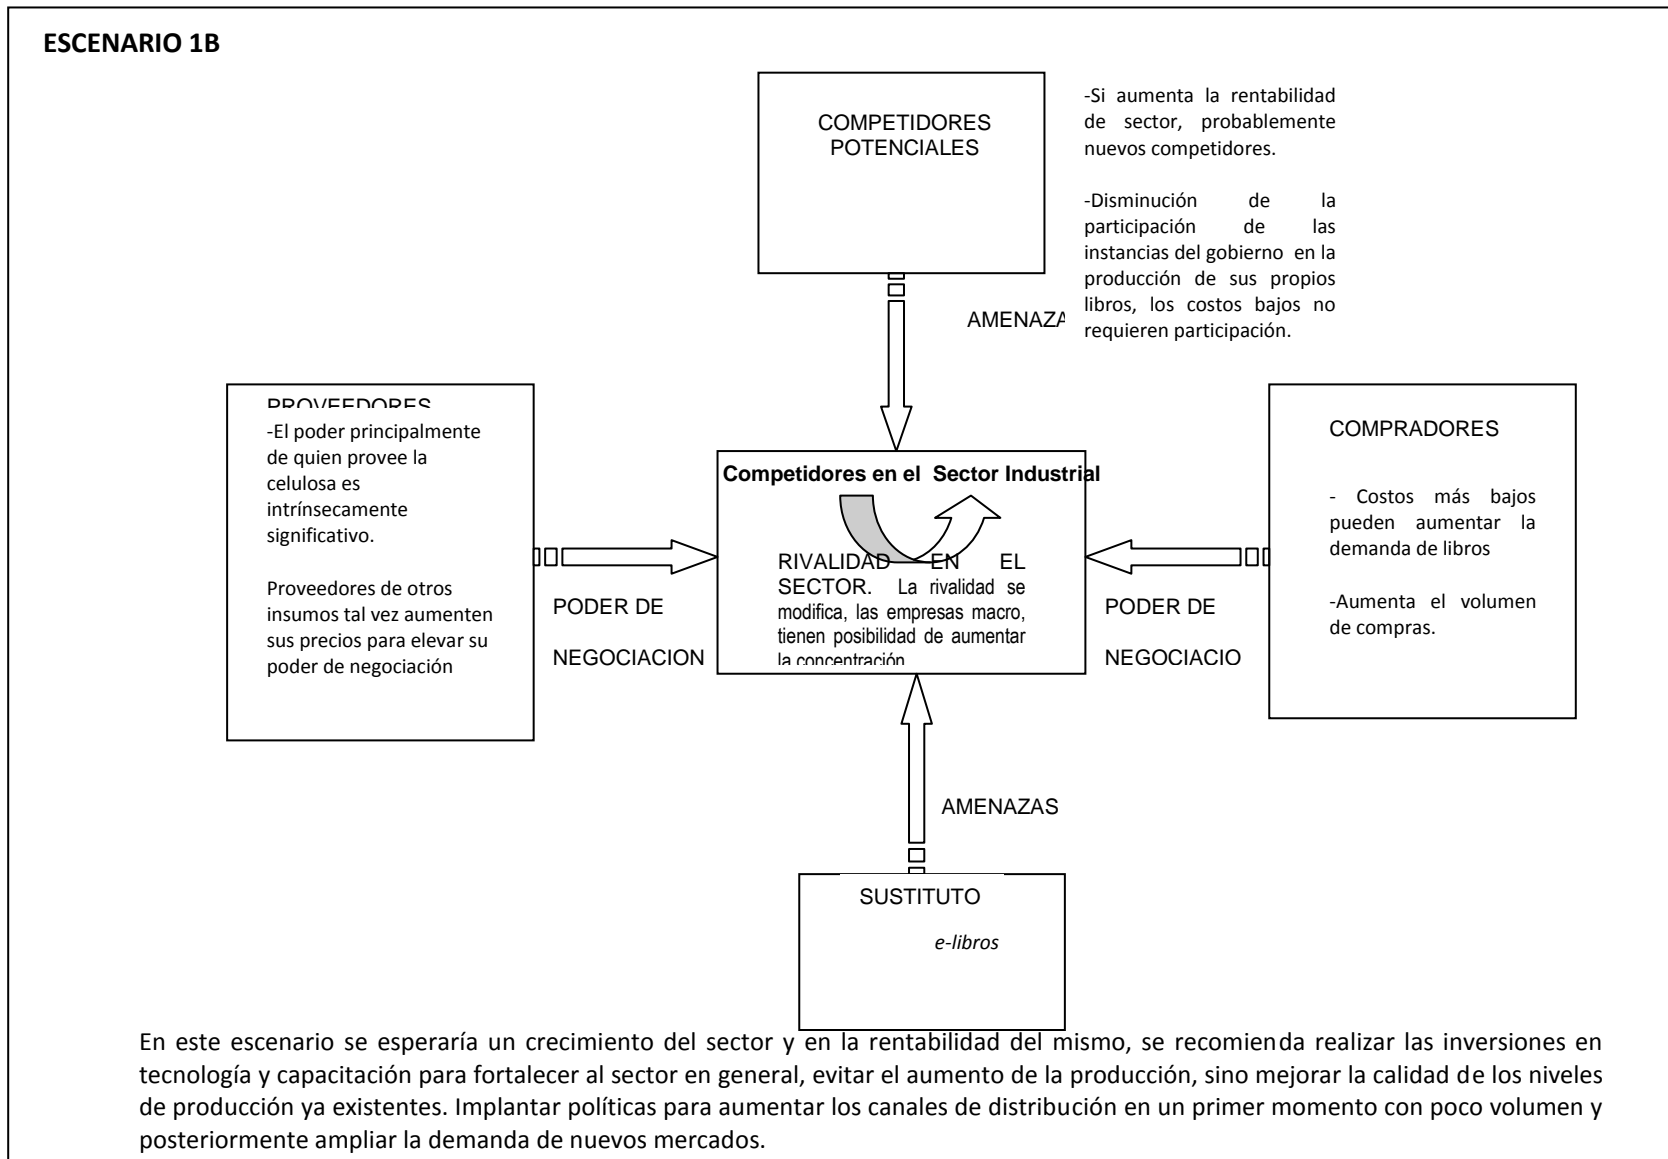 ESCENARIO 1B
COMPETIDORES
POTENCIALES
-Si aumenta la rentabilidad
de sector, probablemente
nuevos competidores.
-Disminución de la
participación de las
instancias del gobierno en la
producción de sus propios
libros, los costos bajos no
requieren participación.
AMENAZA
PROVEEDORES
-El poder principalmente
de quien provee la
celulosa es
intrínsecamente
significativo.
Proveedores de otros
insumos tal vez aumenten
sus precios para elevar su
poder de negociación
PODER DE
NEGOCIACION
Competidores en el Sector Industrial
RIVALIDAD EN EL
SECTOR. La rivalidad se
modifica, las empresas macro,
tienen posibilidad de aumentar
la concentración
PODER DE
NEGOCIACIO
COMPRADORES
- Costos más bajos
pueden aumentar la
demanda de libros
-Aumenta el volumen
de compras.
AMENAZAS
SUSTITUTO
e-libros
En este escenario se esperaría un crecimiento del sector y en la rentabilidad del mismo, se recomienda realizar las inversiones en
tecnología y capacitación para fortalecer al sector en general, evitar el aumento de la producción, sino mejorar la calidad de los niveles
de producción ya existentes. Implantar políticas para aumentar los canales de distribución en un primer momento con poco volumen y
posteriormente ampliar la demanda de nuevos mercados.